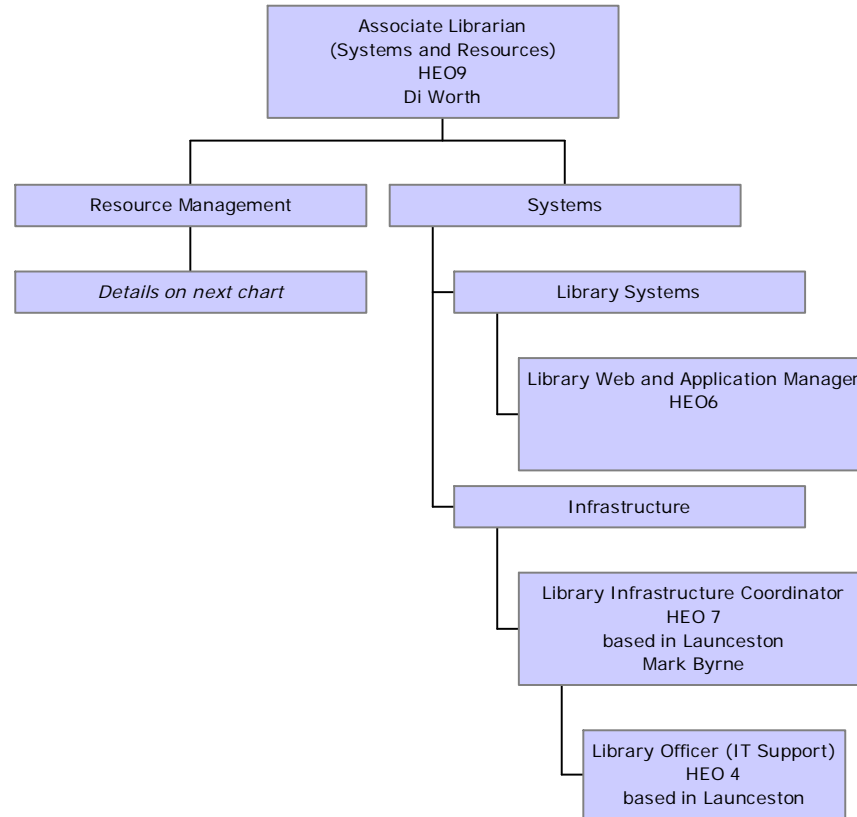 Associate Librarian
(Systems and Resources)
HEO9
Di Worth
Resource Management
Systems
Details on next chart
Library Systems
Library Web and Application Manager
HEO6
Infrastructure
Library Infrastructure Coordinator
HEO 7
based in Launceston
Mark Byrne
Library Officer (IT Support)
HEO 4
based in Launceston